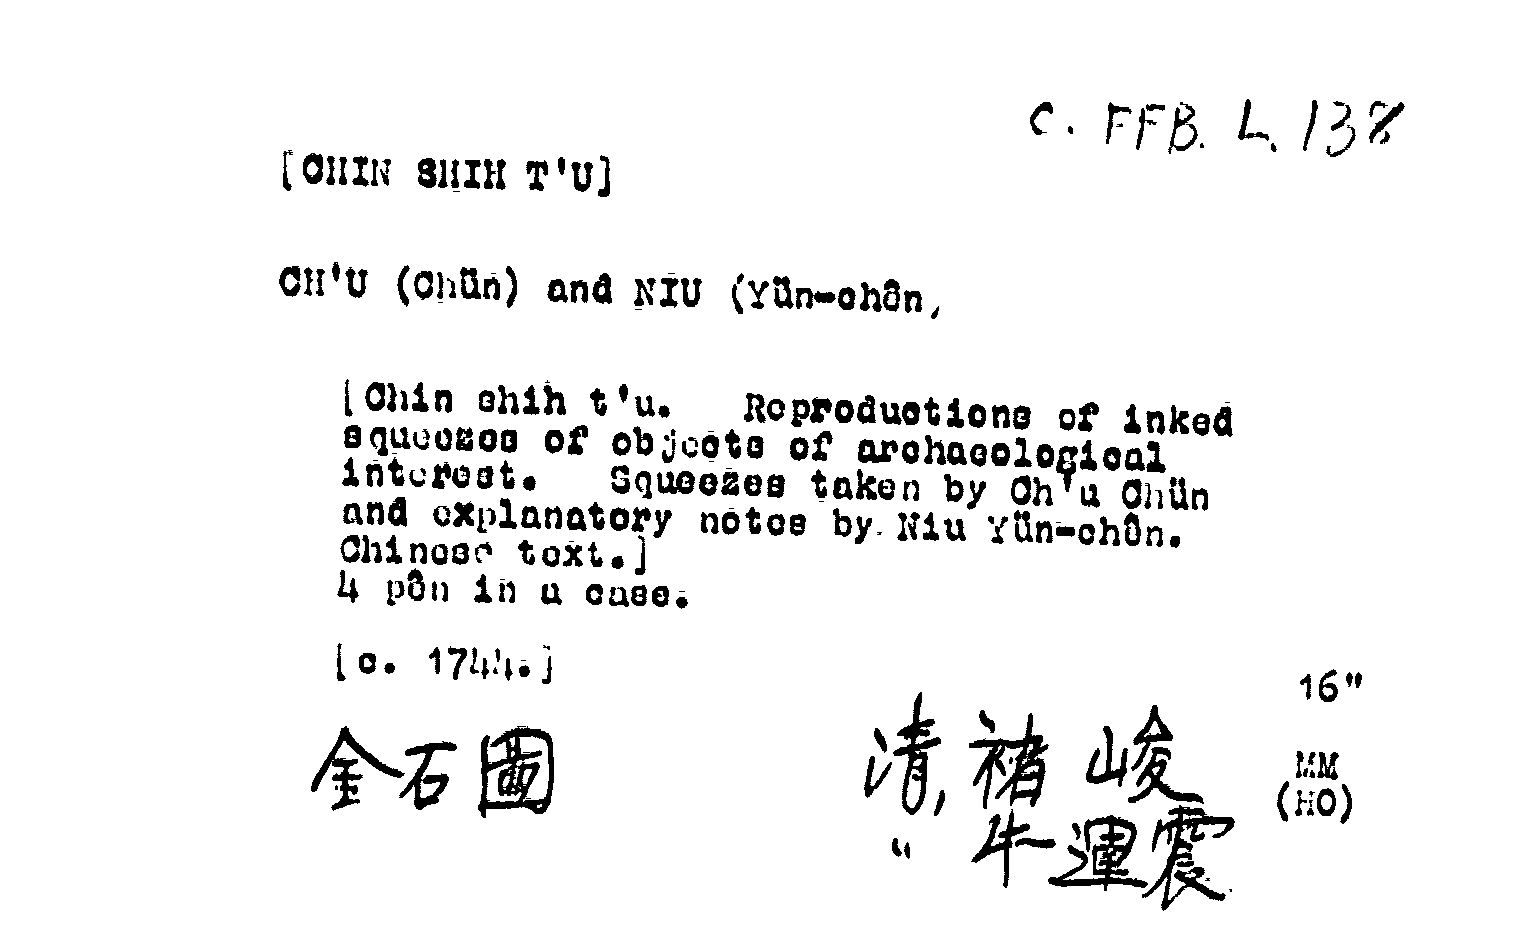 C. FFB. L. 138
[CHIN SHIH T'U]
CH'U (Chün) and NIU (Yün-chên,
[Chin shih t'u. Reproductions of inked
squeezes of objects of archaeological
interest. Squeezes taken by Ch'u Chün
and explanatory notes by Niu Yün-chên.
Chinese text.]
4 pên in a case.
[c. 1744.]
16"
金石圖 清, 褚峻
MM
(HO)
" 牛運震